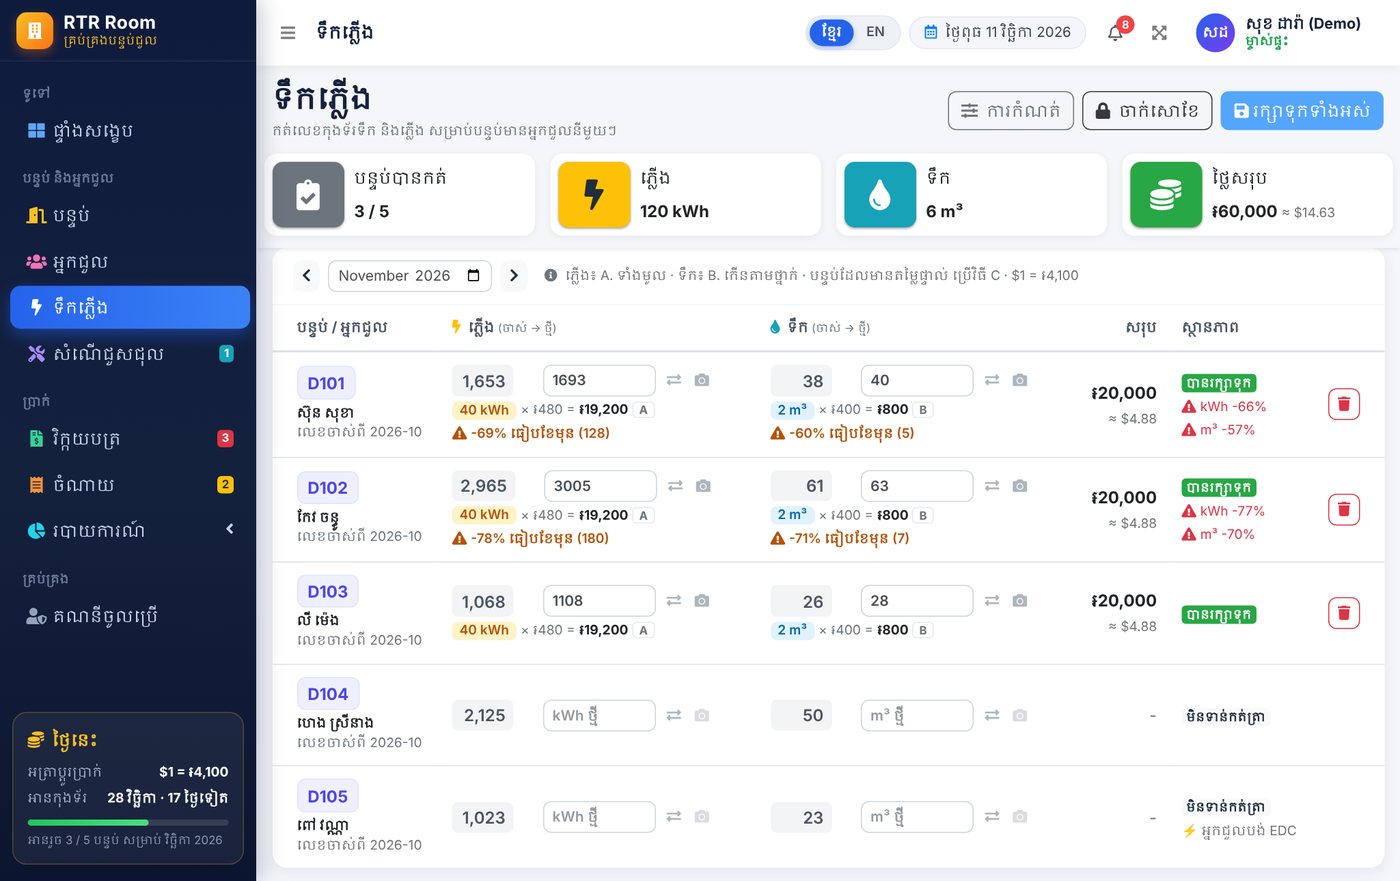 RTR Room
គ្រប់គ្រងបន្ទប់ជួល
ទូទៅ
ផ្ទាំងសង្ខេប
បន្ទប់ និងអ្នកជួល
បន្ទប់
អ្នកជួល
ទឹកភ្លើង
សំណើជួសជុល 1
ប្រាក់
វិក្កយបត្រ 3
ចំណាយ 2
របាយការណ៍
គ្រប់គ្រង
គណនីចូលប្រើ
ថ្ងៃនេះ
អត្រាប្តូរប្រាក់ $1 = ៛4,100
អានកុងទ័រ 28 វិច្ឆិកា · 17 ថ្ងៃទៀត
អានរួច 3 / 5 បន្ទប់ សម្រាប់ វិច្ឆិកា 2026
ទឹកភ្លើង
ខ្មែរ EN
ថ្ងៃពុធ 11 វិច្ឆិកា 2026
8
សដ
សុខ ដារ៉ា (Demo)
ម្ចាស់ផ្ទះ
ទឹកភ្លើង
កត់លេខកុងទ័រទឹក និងភ្លើង សម្រាប់បន្ទប់មានអ្នកជួលនីមួយៗ
ការកំណត់
ចាក់សោខែ
រក្សាទុកទាំងអស់
បន្ទប់បានកត់
3 / 5
ភ្លើង
120 kWh
ទឹក
6 m³
ថ្លៃសរុប
៛60,000 ≈ $14.63
November 2026
ភ្លើង៖ A. ទាំងមូល · ទឹក៖ B. កើនតាមថ្នាក់ · បន្ទប់ដែលមានតម្លៃផ្ទាល់ ប្រើវិធី C · $1 = ៛4,100
បន្ទប់ / អ្នកជួល ភ្លើង (ចាស់ → ថ្មី) ទឹក (ចាស់ → ថ្មី) សរុប ស្ថានភាព
D101
ស៊ុន សុខា
លេខចាស់ពី 2026-10
1,653 1693
40 kWh × ៛480 = ៛19,200 A
-69% ធៀបខែមុន (128)
38 40
2 m³ × ៛400 = ៛800 B
-60% ធៀបខែមុន (5)
៛20,000
≈ $4.88
បានរក្សាទុក
kWh -66%
m³ -57%
D102
កែវ ចន្ធូ
លេខចាស់ពី 2026-10
2,965 3005
40 kWh × ៛480 = ៛19,200 A
-78% ធៀបខែមុន (180)
61 63
2 m³ × ៛400 = ៛800 B
-71% ធៀបខែមុន (7)
៛20,000
≈ $4.88
បានរក្សាទុក
kWh -77%
m³ -70%
D103
លី ម៉េង
លេខចាស់ពី 2026-10
1,068 1108
40 kWh × ៛480 = ៛19,200 A
26 28
2 m³ × ៛400 = ៛800 B
៛20,000
≈ $4.88
បានរក្សាទុក
D104
ហេង ស្រីនាង
លេខចាស់ពី 2026-10
2,125 kWh ថ្មី
50 m³ ថ្មី
-
មិនទាន់កត់ត្រា
D105
ពៅ វណ្ណា
លេខចាស់ពី 2026-10
1,023 kWh ថ្មី
23 m³ ថ្មី
-
មិនទាន់កត់ត្រា
អ្នកជួលបង់ EDC